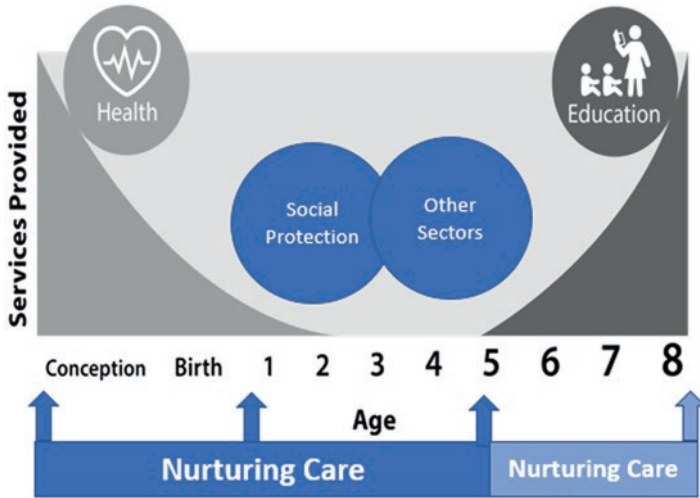 Health
Education
Services Provided
Social
Protection
Other
Sectors
Conception Birth 1 2 3 4 5 6 7 8
Age
Nurturing Care Nurturing Care